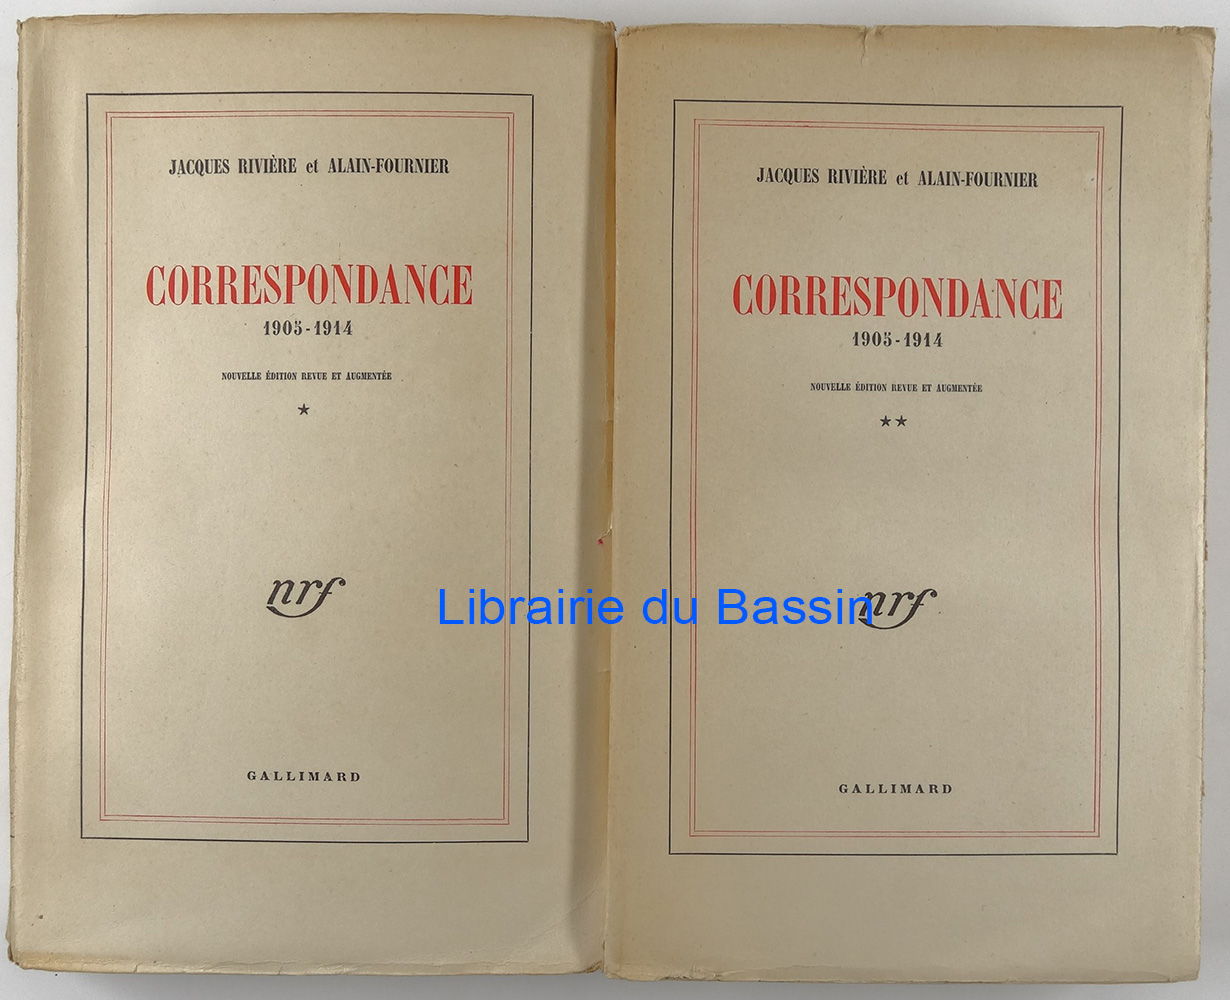 JACQUES RIVIÈRE et ALAIN-FOURNIER
CORRESPONDANCE
1905-1914
NOUVELLE ÉDITION REVUE ET AUGMENTÉE
★
nrf
GALLIMARD
JACQUES RIVIÈRE et ALAIN-FOURNIER
CORRESPONDANCE
1905-1914
NOUVELLE ÉDITION REVUE ET AUGMENTÉE
★★
nrf
GALLIMARD
Librairie du Bassin